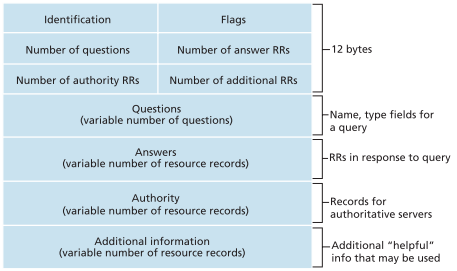 Identification
Flags
12 bytes
Number of questions
Number of answer RRs
Number of authority RRs
Number of additional RRs
Questions
(variable number of questions)
Name, type fields for
a query
Answers
(variable number of resource records)
RRs in response to query
Authority
(variable number of resource records)
Records for
authoritative servers
Additional information
(variable number of resource records)
Additional “helpful”
info that may be used